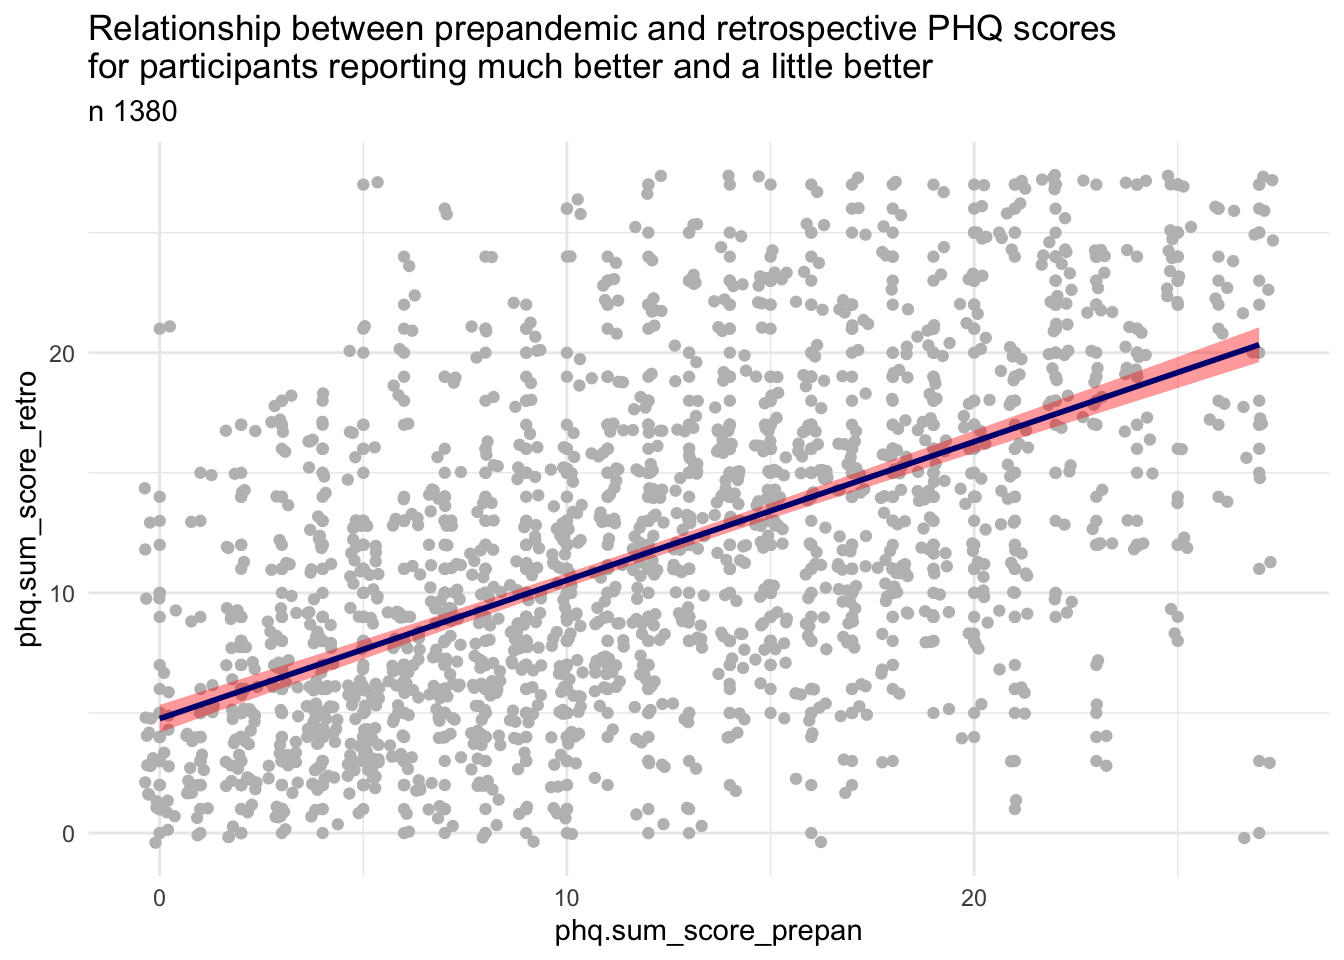 Relationship between prepandemic and retrospective PHQ scores
for participants reporting much better and a little better
n 1380
phq.sum_score_retro
20
10
0
0
10
20
phq.sum_score_prepan